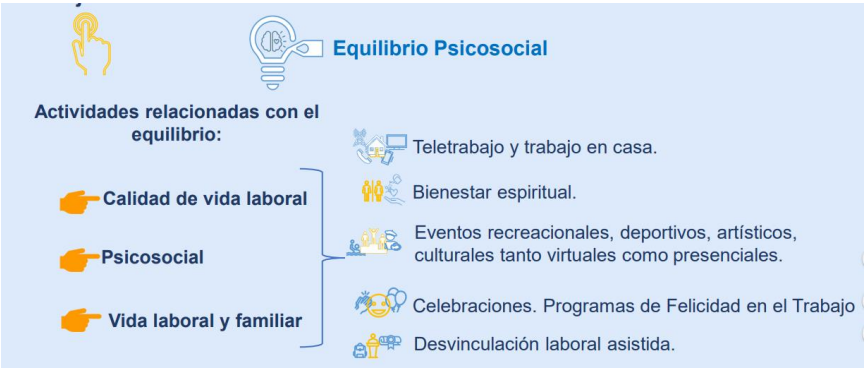 Equilibrio Psicosocial
Actividades relacionadas con el
equilibrio:
Calidad de vida laboral
Psicosocial
Vida laboral y familiar
Teletrabajo y trabajo en casa.
Bienestar espiritual.
Eventos recreacionales, deportivos, artísticos,
culturales tanto virtuales como presenciales.
Celebraciones. Programas de Felicidad en el Trabajo
Desvinculación laboral asistida.